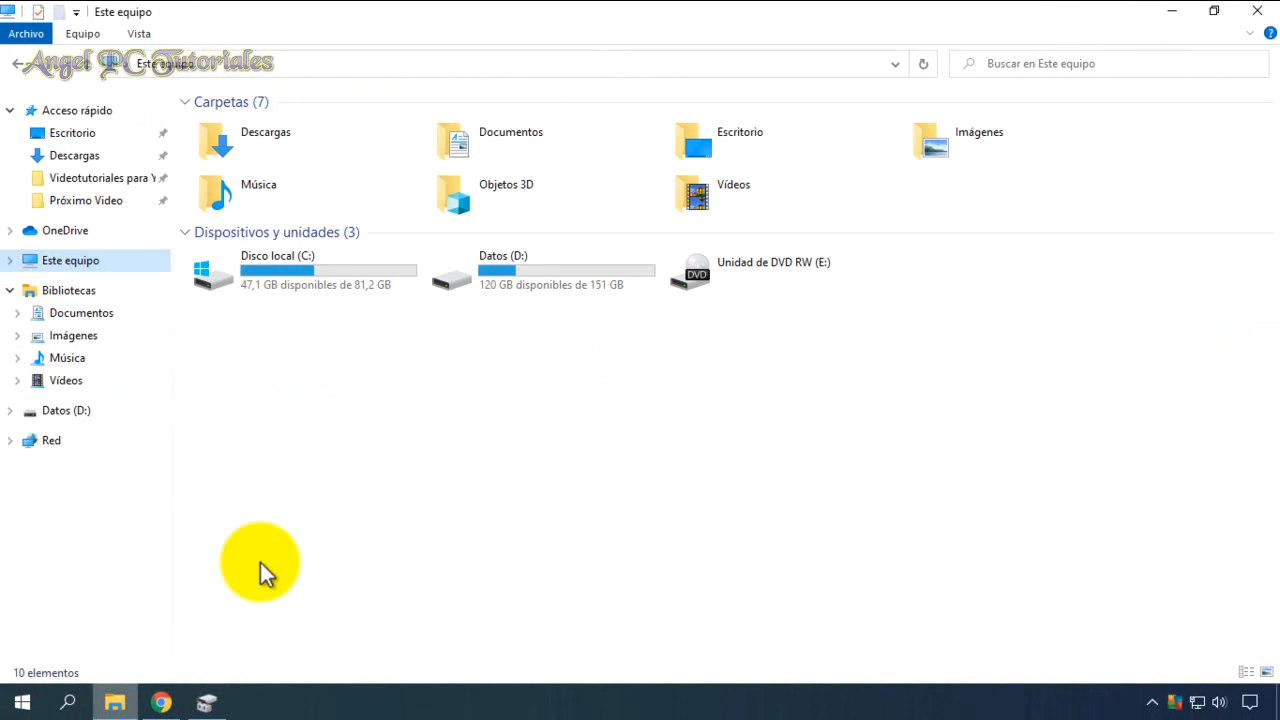 Este equipo
Archivo Equipo Vista
Angel PC Tutoriales
Este equipo
Buscar en Este equipo
Acceso rápido
Escritorio
Descargas
Videotutoriales para Y
Próximo Video
OneDrive
Este equipo
Bibliotecas
Documentos
Imágenes
Música
Vídeos
Datos (D:)
Red
Carpetas (7)
Descargas Documentos Escritorio Imágenes
Música Objetos 3D Vídeos
Dispositivos y unidades (3)
Disco local (C:)
47,1 GB disponibles de 81,2 GB
Datos (D:)
120 GB disponibles de 151 GB
DVD
Unidad de DVD RW (E:)
10 elementos